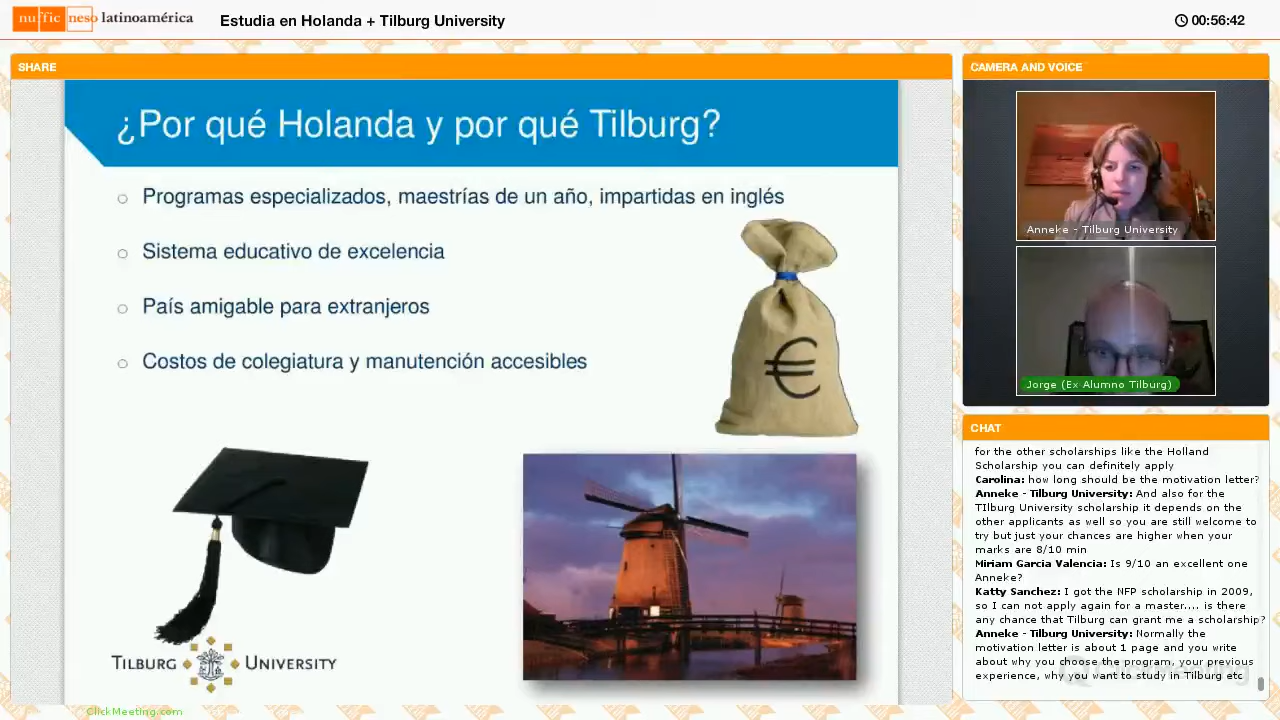 nuffic neso latinoamérica
Estudia en Holanda + Tilburg University
00:56:42
SHARE
¿Por qué Holanda y por qué Tilburg?
Programas especializados, maestrías de un año, impartidas en inglés
Sistema educativo de excelencia
País amigable para extranjeros
Costos de colegiatura y manutención accesibles
€
TILBURG UNIVERSITY
ClickMeeting.com
CAMERA AND VOICE
Anneke - Tilburg University
Jorge (Ex Alumno Tilburg)
CHAT
for the other scholarships like the Holland
Scholarship you can definitely apply
Carolina: how long should be the motivation letter?
Anneke - Tilburg University: And also for the
TIlburg University scholarship it depends on the
other applicants as well so you are still welcome to
try but just your chances are higher when your
marks are 8/10 min
Miriam Garcia Valencia: Is 9/10 an excellent one
Anneke?
Katty Sanchez: I got the NFP scholarship in 2009,
so I can not apply again for a master.... is there
any chance that Tilburg can grant me a scholarship?
Anneke - Tilburg University: Normally the
motivation letter is about 1 page and you write
about why you choose the program, your previous
experience, why you want to study in Tilburg etc